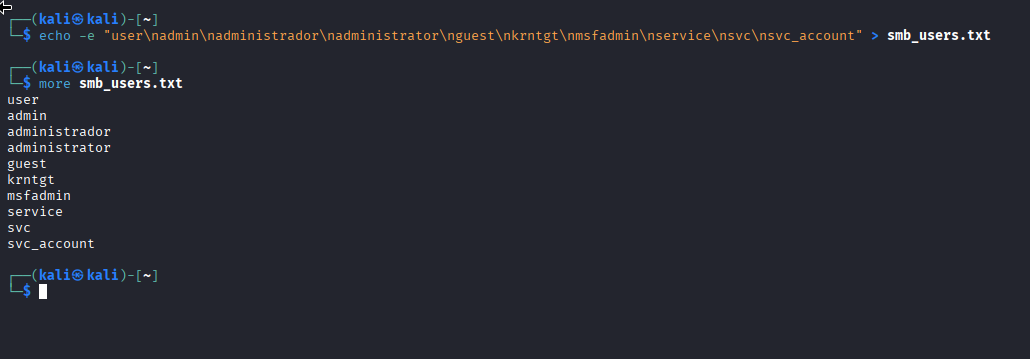 ┌──(kali㉿kali)-[~]
└─$ echo -e "user\nadmin\nadministrador\nadministrator\nguest\nkrntgt\nmsfadmin\nservice\nsvc\nsvc_account" > smb_users.txt
┌──(kali㉿kali)-[~]
└─$ more smb_users.txt
user
admin
administrador
administrator
guest
krntgt
msfadmin
service
svc
svc_account
┌──(kali㉿kali)-[~]
└─$